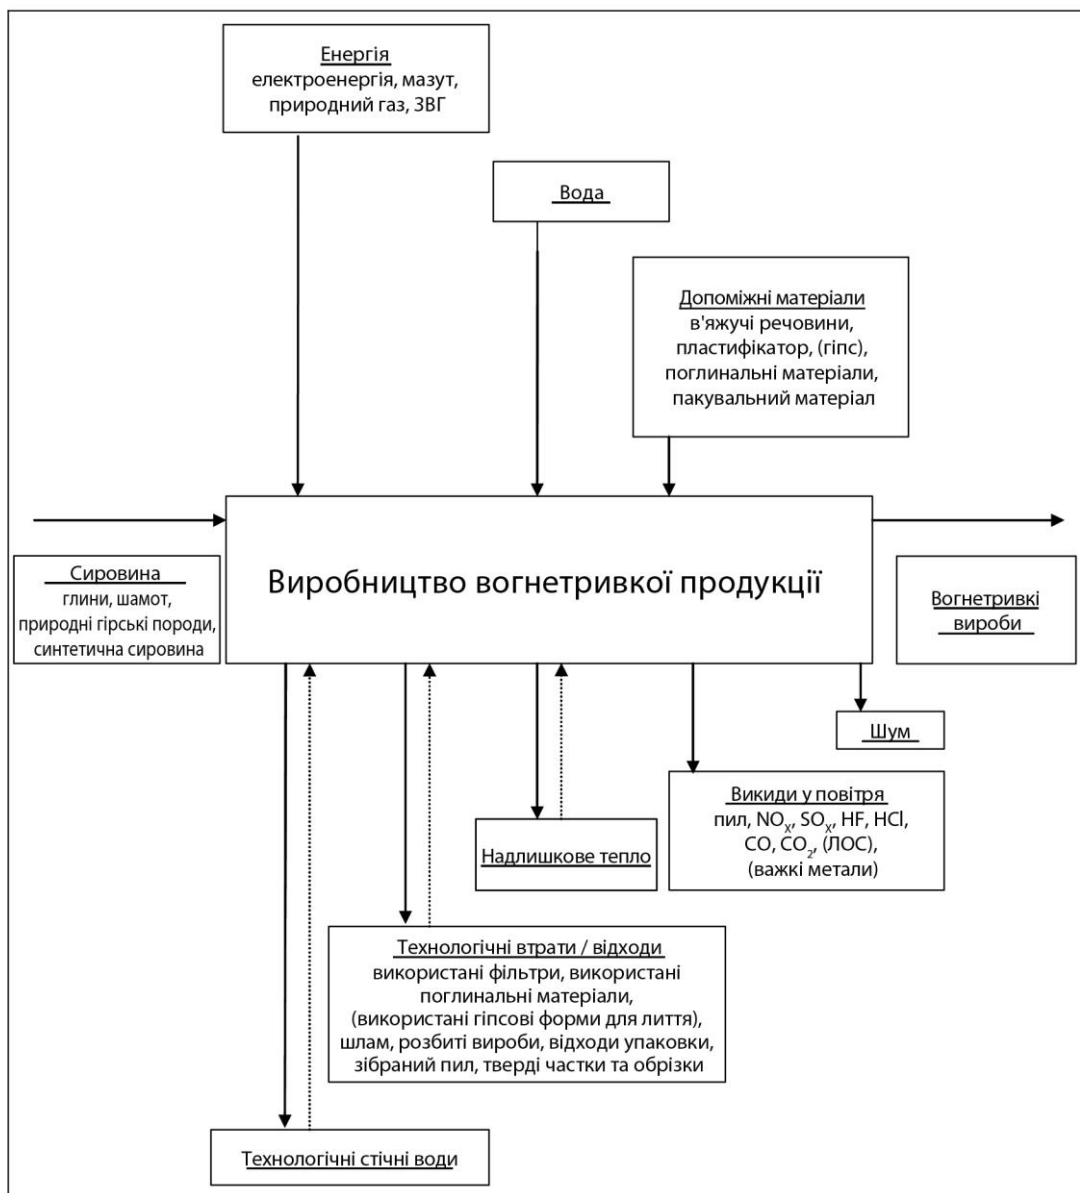 Енергія
електроенергія, мазут,
природний газ, ЗВГ
Вода
Допоміжні матеріали
в'яжучі речовини,
пластифікатор, (гіпс),
поглинальні матеріали,
пакувальний матеріал
Виробництво вогнетривкої продукції
Сировина
глини, шамот,
природні гірські породи,
синтетична сировина
Вогнетривкі
вироби
Шум
Викиди у повітря
пил, NOₓ, SOₓ, HF, HCl,
CO, CO₂, (ЛОС),
(важкі метали)
Надлишкове тепло
Технологічні втрати / відходи
використані фільтри, використані
поглинальні матеріали,
(використані гіпсові форми для лиття),
шлам, розбиті вироби, відходи упаковки,
зібраний пил, тверді частки та обрізки
Технологічні стічні води